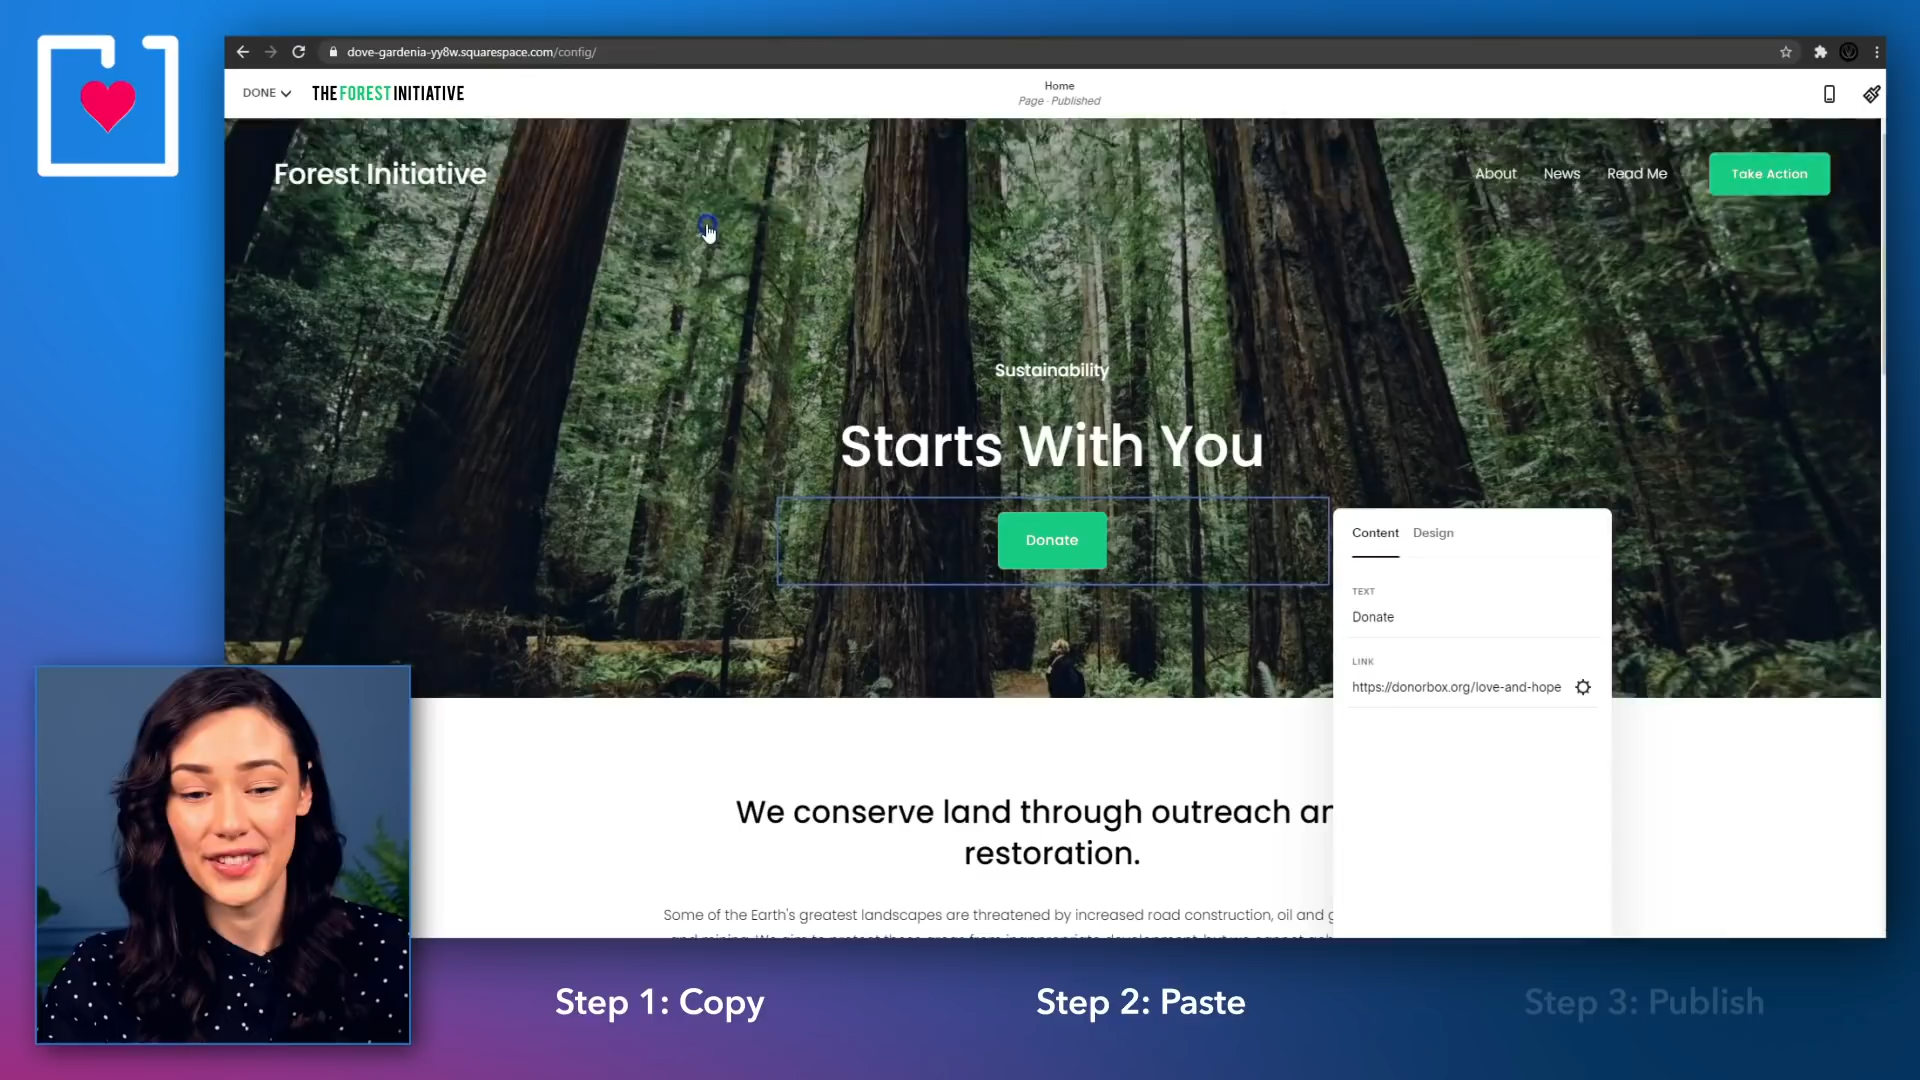 dove-gardenia-yy8w.squarespace.com/config/
DONE
THE FOREST INITIATIVE
Home
Page · Published
Forest Initiative
About
News
Read Me
Take Action
Sustainability
Starts With You
Donate
Content
Design
TEXT
Donate
LINK
https://donorbox.org/love-and-hope
We conserve land through outreach an
restoration.
Some of the Earth's greatest landscapes are threatened by increased road construction, oil and g
Step 1: Copy
Step 2: Paste
Step 3: Publish